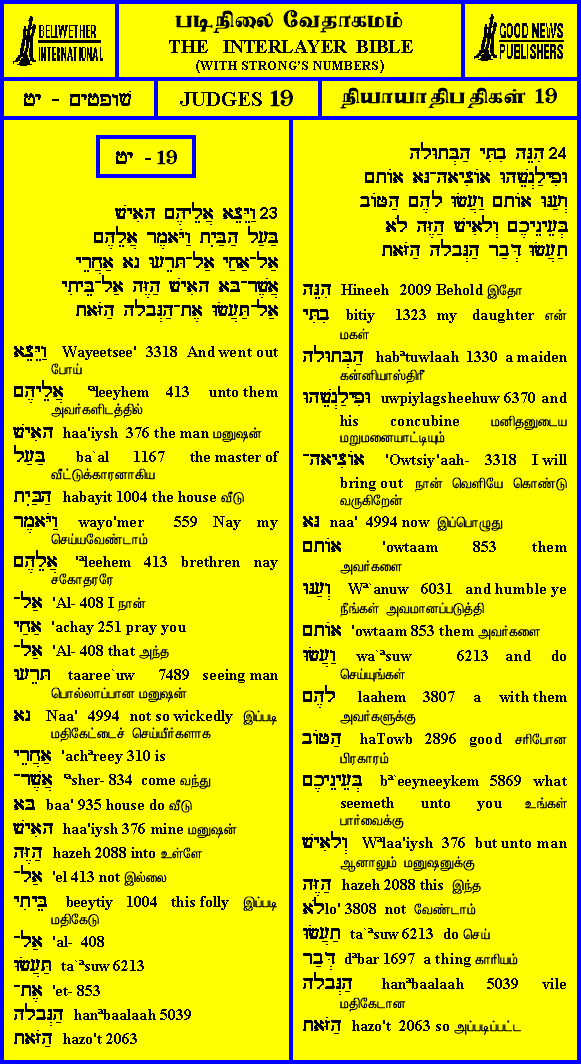 BELLWETHER
INTERNATIONAL
படிநிலை வேதாகமம்
THE INTERLAYER BIBLE
(WITH STRONG'S NUMBERS)
GOOD NEWS
PUBLISHERS
שופטים - יט
JUDGES 19
நியாயாதிபதிகள் 19
יט - 19
23 וַיֵּצֵא אֲלֵיהֶם הָאִישׁ
בַּעַל הַבַּיִת וַיֹּאמֶר אֲלֵהֶם
אַל־אַחַי אַל־תָּרֵעוּ נָא אַחֲרֵי
אֲשֶׁר־בָּא הָאִישׁ הַזֶּה אֶל־בֵּיתִי
אַל־תַּעֲשׂוּ אֶת־הַנְּבָלָה הַזֹּאת
וַיֵּצֵא Wayeetsee' 3318 And went out
போய்
אֲלֵיהֶם ªleeyhem 413 unto them
அவர்களிடத்தில்
הָאִישׁ haa'iysh 376 the man மனுஷன்
בַּעַל ba`al 1167 the master of
வீட்டுக்காரனாகிய
הַבַּיִת habayit 1004 the house வீடு
וַיֹּאמֶר wayo'mer 559 Nay my
செய்யவேண்டாம்
אֲלֵהֶם 'ªleehem 413 brethren nay
சகோதரரே
אַל־ 'Al- 408 I நான்
אַחַי 'achay 251 pray you
אַל־ 'Al- 408 that அந்த
תָּרֵעוּ taaree`uw 7489 seeing man
பொல்லாப்பான மனுஷன்
נָא Naa' 4994 not so wickedly இப்படி
மதிகேட்டைச் செய்யீர்களாக
אַחֲרֵי 'achªreey 310 is
אֲשֶׁר־ ªsher- 834 come வந்து
בָּא baa' 935 house do வீடு
הָאִישׁ haa'iysh 376 mine மனுஷன்
הַזֶּה hazeh 2088 into உள்ளே
אֶל־ 'el 413 not இல்லை
בֵּיתִי beeytiy 1004 this folly இப்படி
மதிகேடு
אַל־ 'al- 408
תַּעֲשׂוּ ta`ªsuw 6213
אֶת־ 'et- 853
הַנְּבָלָה hanªbaalaah 5039
הַזֹּאת hazo't 2063
24 הִנֵּה בִתִּי הַבְּתוּלָה
וּפִילַגְשֵׁהוּ אוֹצִיאָה־נָּא אוֹתָם
וְעַנּוּ אוֹתָם וַעֲשׂוּ לָהֶם הַטּוֹב
בְּעֵינֵיכֶם וְלָאִישׁ הַזֶּה לֹא
תַעֲשׂוּ דְּבַר הַנְּבָלָה הַזֹּאת
הִנֵּה Hineeh 2009 Behold இதோ
בִתִּי bitiy 1323 my daughter என்
மகள்
הַבְּתוּלָה habªtuwlaah 1330 a maiden
கன்னியாஸ்திரீ
וּפִילַגְשֵׁהוּ uwpiylagsheehuw 6370 and
his concubine மனிதனுடைய
மறுமனையாட்டியும்
אוֹצִיאָה־ 'Owtsiy'aah- 3318 I will
bring out நான் வெளியே கொண்டு
வருகிறேன்
נָּא naa' 4994 now இப்பொழுது
אוֹתָם 'owtaam 853 them
அவர்களை
וְעַנּוּ Wª`anuw 6031 and humble ye
நீங்கள் அவமானப்படுத்தி
אוֹתָם 'owtaam 853 them அவர்களை
וַעֲשׂוּ wa`ªsuw 6213 and do
செய்யுங்கள்
לָהֶם laahem 3807 a with them
அவர்களுக்கு
הַטּוֹב haTowb 2896 good சரிபோன
பிரகாரம்
בְּעֵינֵיכֶם bª`eeyneeykem 5869 what
seemeth unto you உங்கள்
பார்வைக்கு
וְלָאִישׁ Wªlaa'iysh 376 but unto man
ஆனாலும் மனுஷனுக்கு
הַזֶּה hazeh 2088 this இந்த
לֹא lo' 3808 not வேண்டாம்
תַעֲשׂוּ ta`ªsuw 6213 do செய்
דְּבַר dªbar 1697 a thing காரியம்
הַנְּבָלָה hanªbaalaah 5039 vile
மதிகேடான
הַזֹּאת hazo't 2063 so அப்படிப்பட்ட